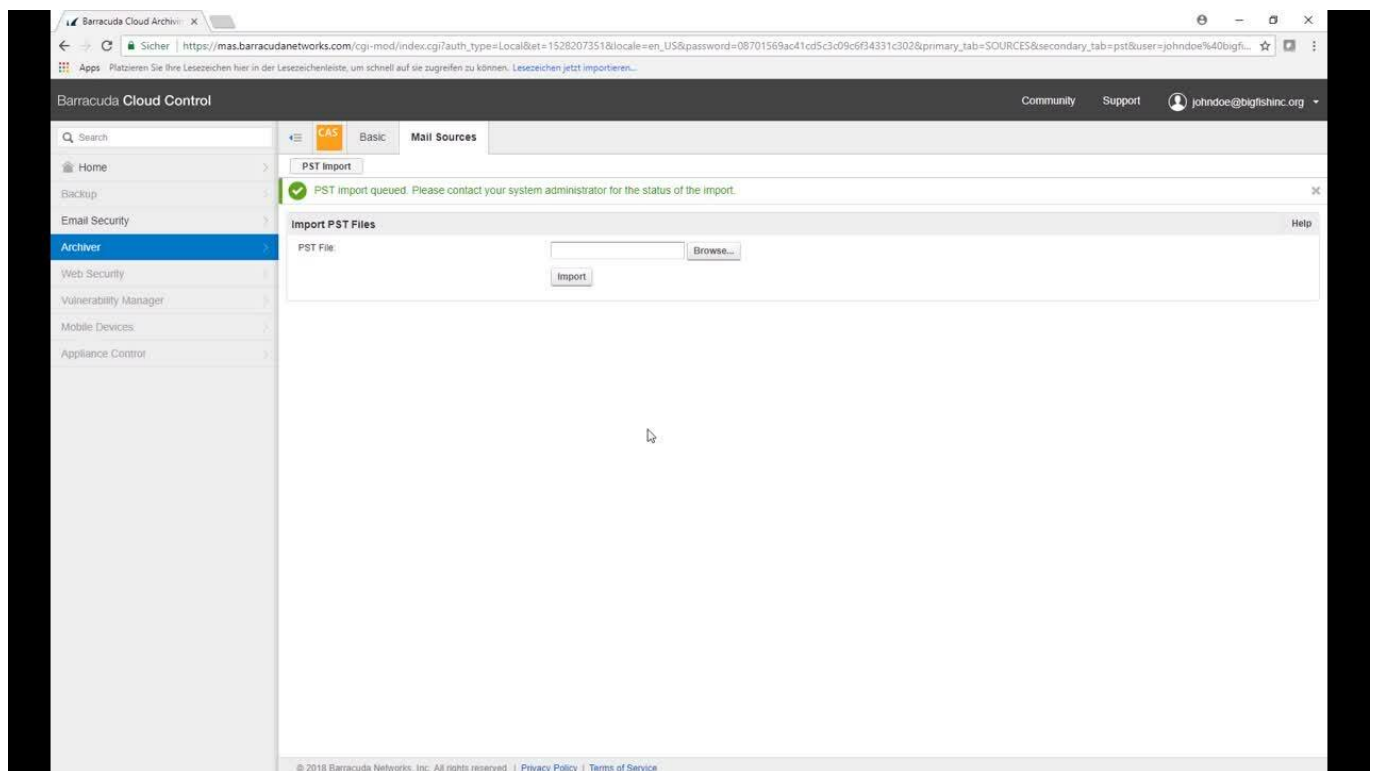 Barracuda Cloud Archivi
Sicher | https://mas.barracudanetworks.com/cgi-mod/index.cgi?auth_type=Local&et=1528207351&locale=en_US&password=08701569ac41cd5c3c09c6f34331c302&primary_tab=SOURCES&secondary_tab=pst&user=johndoe%40bigfi...
Apps Platzieren Sie Ihre Lesezeichen hier in der Lesezeichenleiste, um schnell auf sie zugreifen zu können. Lesezeichen jetzt importieren...
Barracuda Cloud Control Community Support johndoe@bigfishinc.org
Search CAS Basic Mail Sources
Home PST Import
Backup PST import queued. Please contact your system administrator for the status of the import.
Email Security Import PST Files Help
Archiver PST File: Browse...
Web Security Import
Vulnerability Manager
Mobile Devices
Appliance Control
© 2018 Barracuda Networks, Inc. All rights reserved. | Privacy Policy | Terms of Service